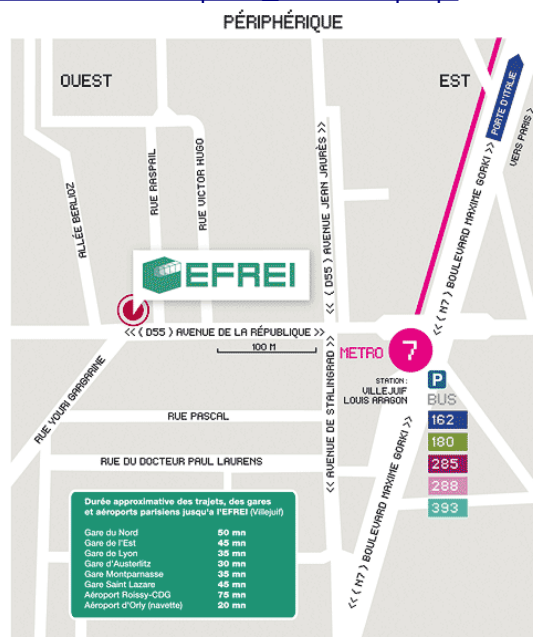 PÉRIPHÉRIQUE
OUEST
EST
PORTE D'ITALIE
VERS PARIS >>
ALLÉE BERLIOZ
RUE RASPAIL
RUE VICTOR HUGO
<< (D55) AVENUE JEAN JAURÈS >>
<< (N7) BOULEVARD MAXIME GORKI >>
EFREI
<< (D55) AVENUE DE LA RÉPUBLIQUE >>
100 M
METRO 7
STATION :
VILLEJUIF
LOUIS ARAGON
P
BUS
162
180
285
288
393
RUE YOURI GARGARINE
<< AVENUE DE STALINGRAD >>
RUE PASCAL
RUE DU DOCTEUR PAUL LAURENS
<< (N7) BOULEVARD MAXIME GORKI >>
Durée approximative des trajets, des gares
et aéroports parisiens jusqu'a l'EFREI (Villejuif)
Gare du Nord 50 mn
Gare de l'Est 45 mn
Gare de Lyon 35 mn
Gare d'Austerlitz 30 mn
Gare Montparnasse 35 mn
Gare Saint Lazare 45 mn
Aéroport Roissy-CDG 75 mn
Aéroport d'Orly (navette) 20 mn